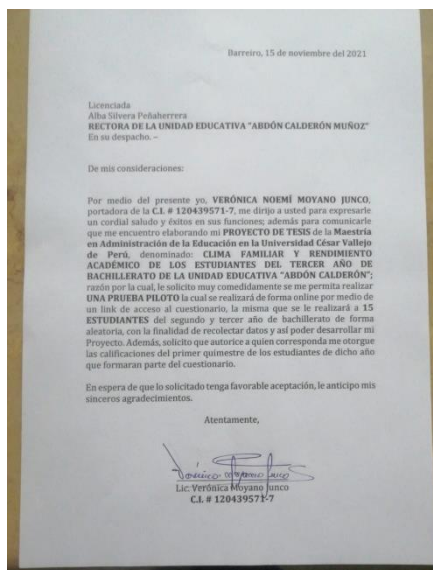 Barreiro, 15 de noviembre del 2021
Licenciada
Alba Silvera Peñaherrera
RECTORA DE LA UNIDAD EDUCATIVA "ABDÓN CALDERÓN MUÑOZ"
En su despacho. –
De mis consideraciones:
Por medio del presente yo, VERÓNICA NOEMÍ MOYANO JUNCO,
portadora de la C.I. # 120439571-7, me dirijo a usted para expresarle
un cordial saludo y éxitos en sus funciones; además para comunicarle
que me encuentro elaborando mi PROYECTO DE TESIS de la Maestría
en Administración de la Educación en la Universidad César Vallejo
de Perú, denominado: CLIMA FAMILIAR Y RENDIMIENTO
ACADÉMICO DE LOS ESTUDIANTES DEL TERCER AÑO DE
BACHILLERATO DE LA UNIDAD EDUCATIVA "ABDÓN CALDERÓN";
razón por la cual, le solicito muy comedidamente se me permita realizar
UNA PRUEBA PILOTO la cual se realizará de forma online por medio de
un link de acceso al cuestionario, la misma que se le realizará a 15
ESTUDIANTES del segundo y tercer año de bachillerato de forma
aleatoria, con la finalidad de recolectar datos y así poder desarrollar mi
Proyecto. Además, solicito que autorice a quien corresponda me otorgue
las calificaciones del primer quimestre de los estudiantes de dicho año
que formaran parte del cuestionario.
En espera de que lo solicitado tenga favorable aceptación, le anticipo mis
sinceros agradecimientos.
Atentamente,
Verónica Moyano Junco
Lic. Verónica Moyano Junco
C.I. # 120439571-7